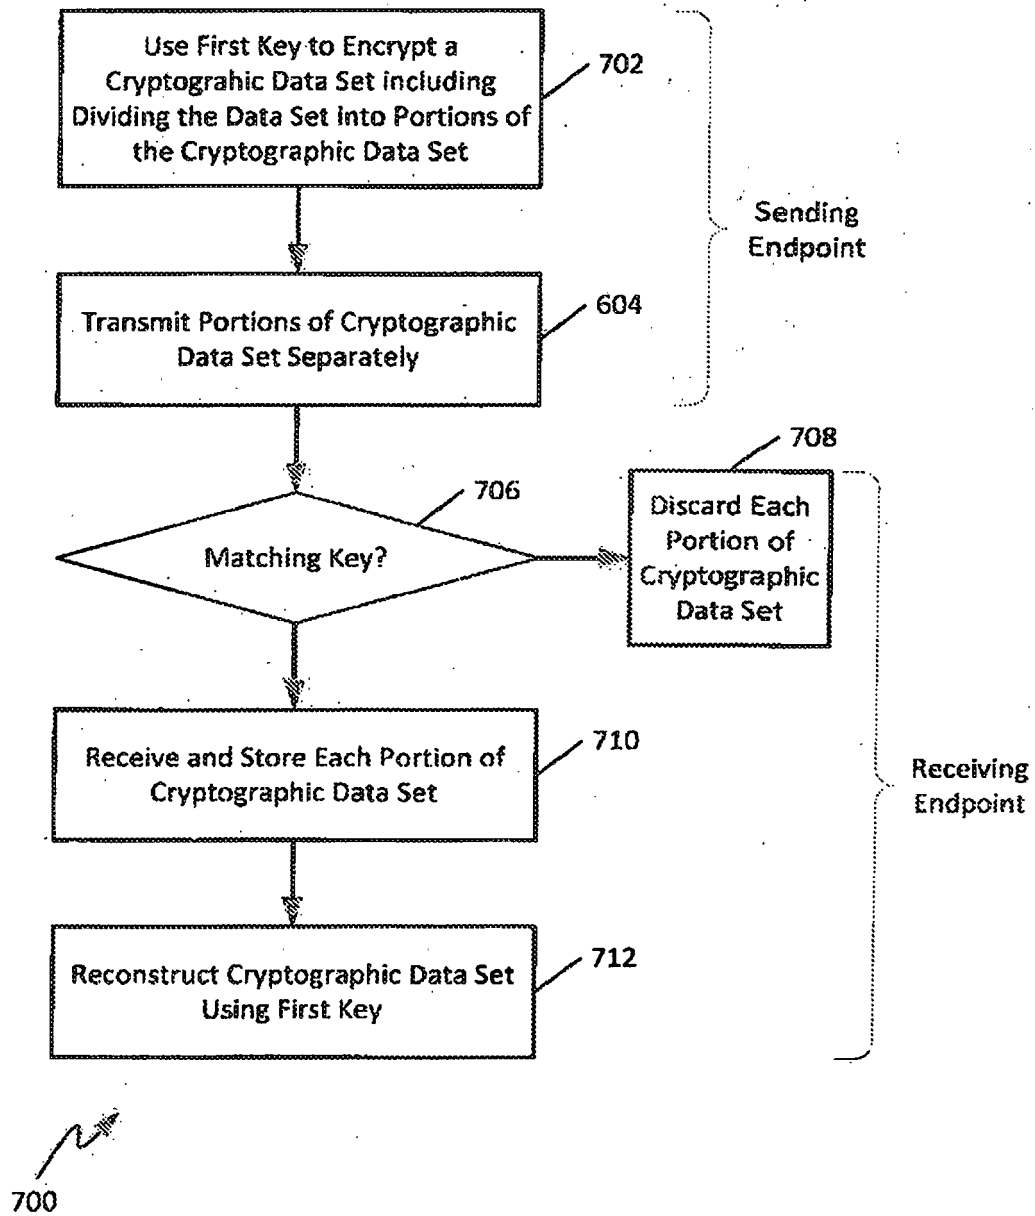 Use First Key to Encrypt a
Cryptograhic Data Set including
Dividing the Data Set into Portions of
the Cryptographic Data Set
702
Sending
Endpoint
Transmit Portions of Cryptographic
Data Set Separately
604
Matching Key?
706
708
Discard Each
Portion of
Cryptographic
Data Set
Receive and Store Each Portion of
Cryptographic Data Set
710
Receiving
Endpoint
Reconstruct Cryptographic Data Set
Using First Key
712
700